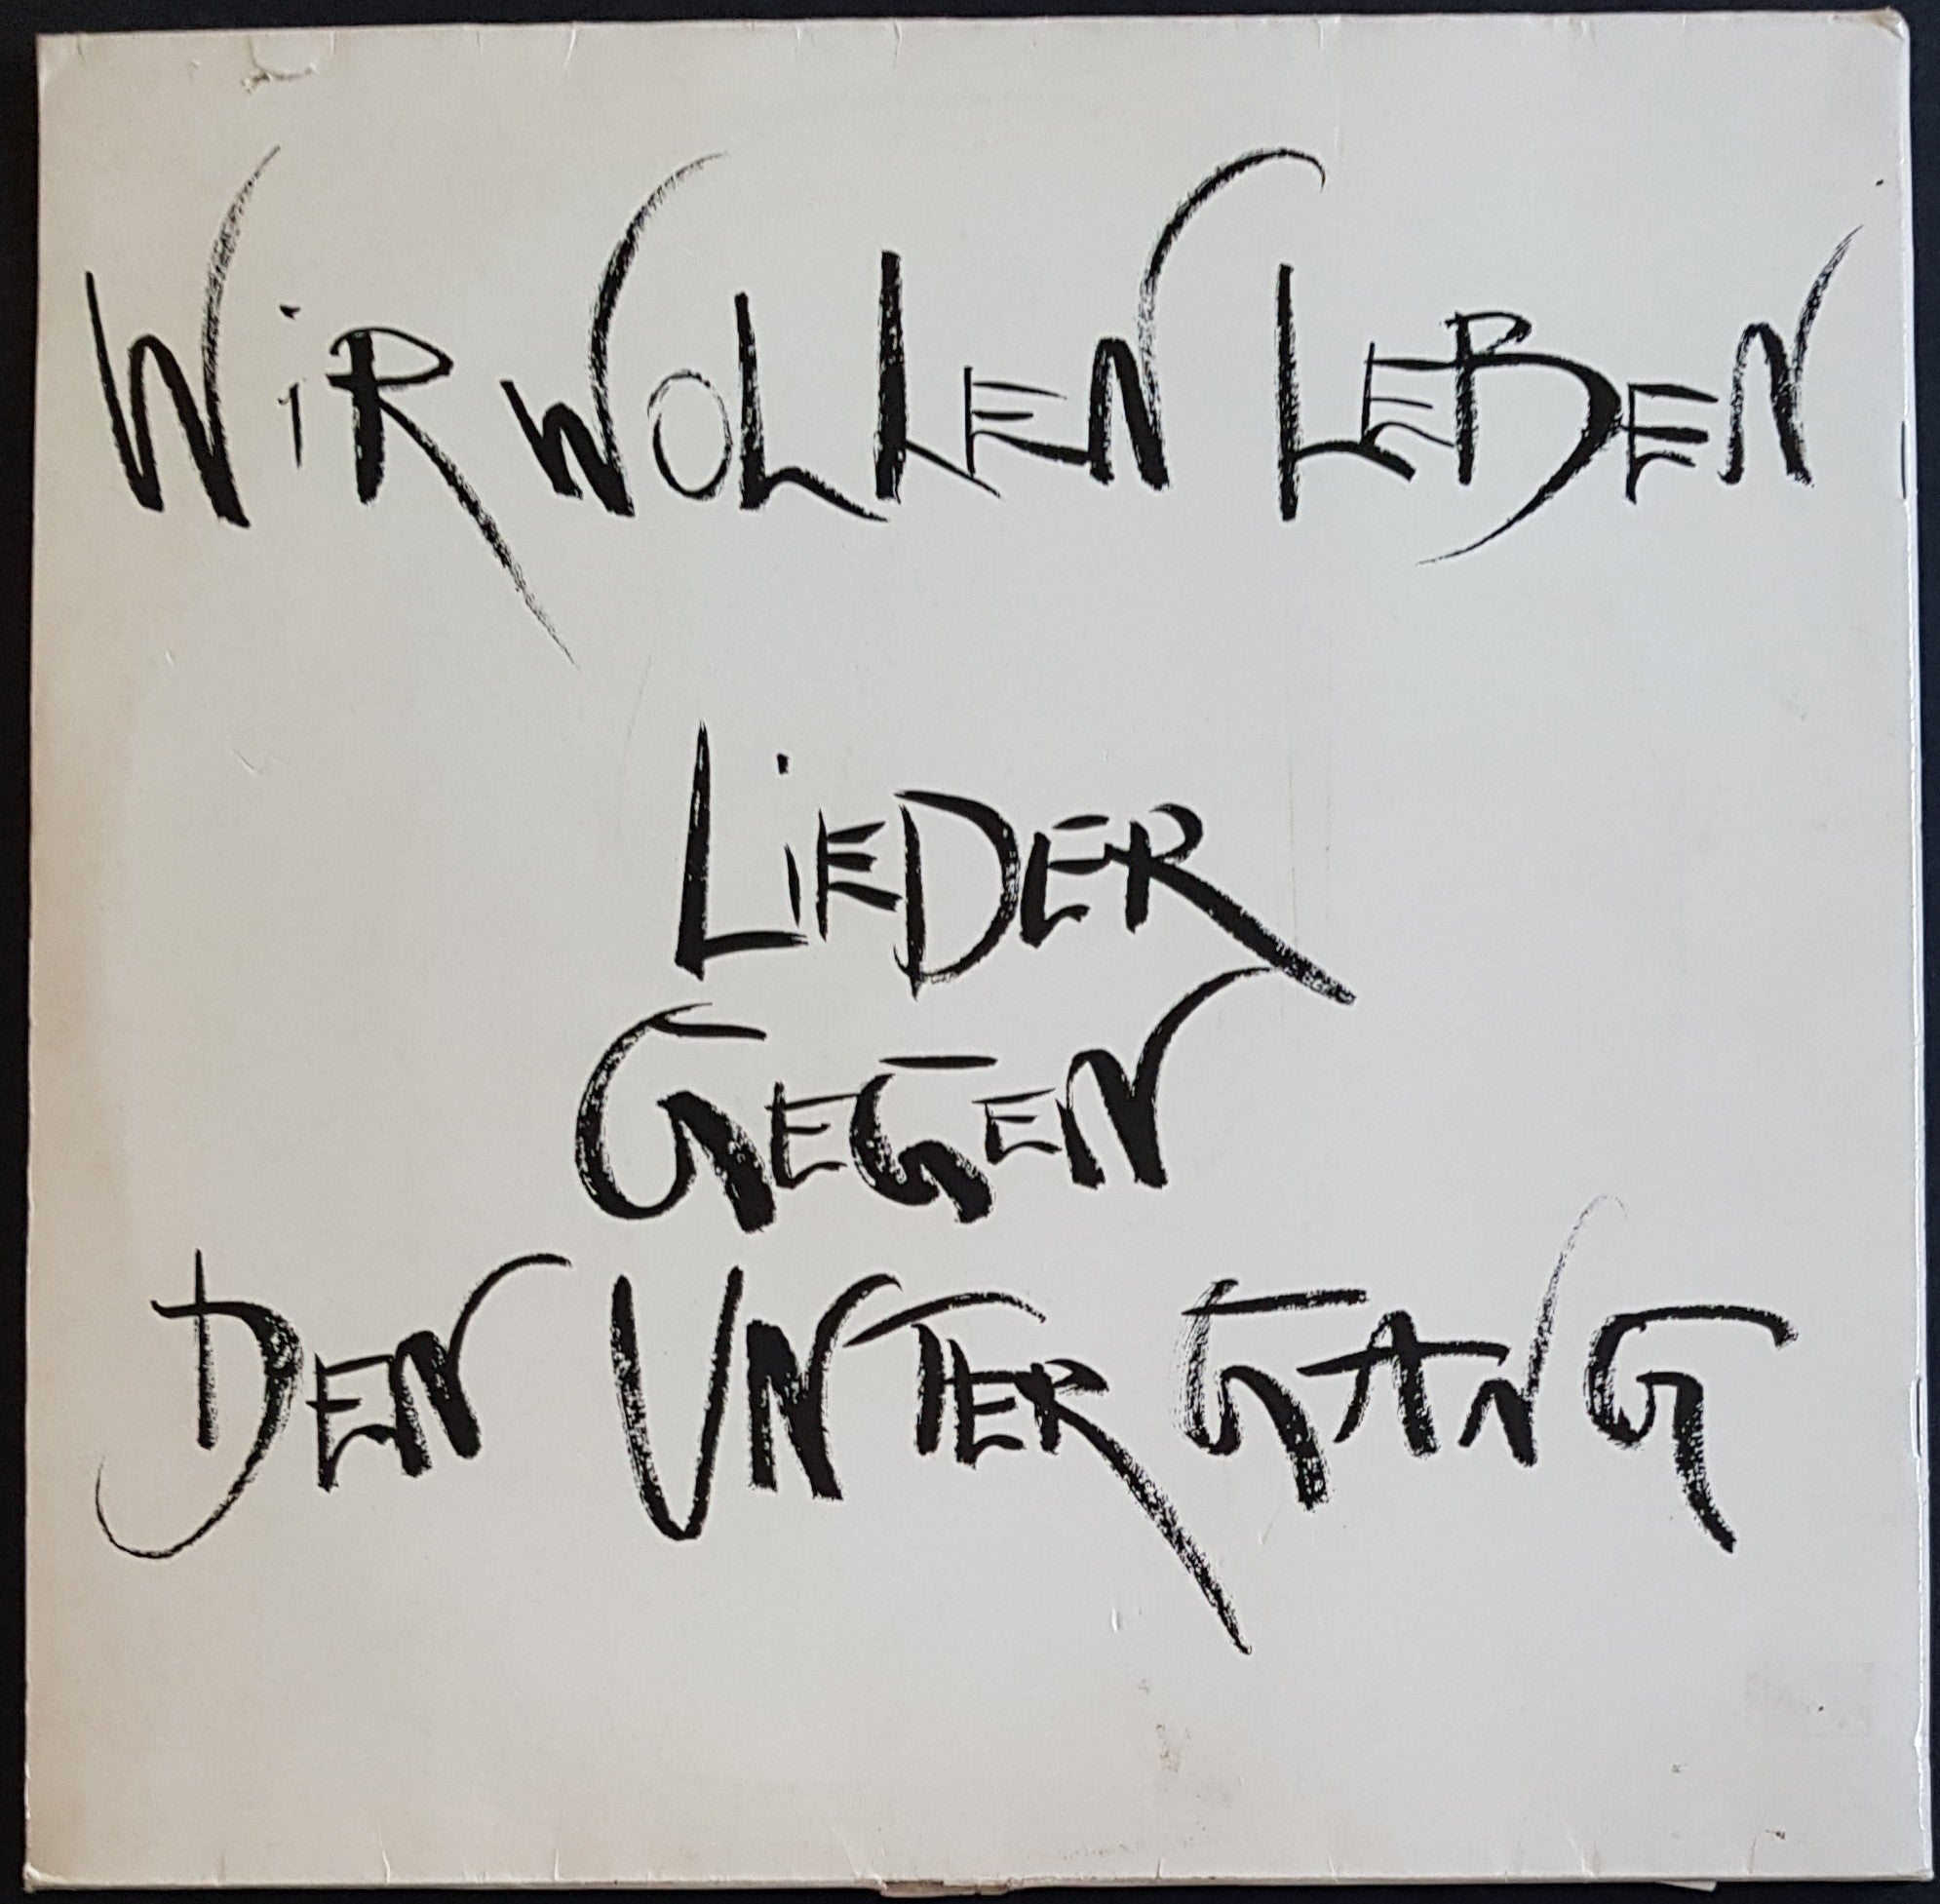 WiR WOLLEN LEBEN
LiEDER
GEGEN
DEN UNTERGANG